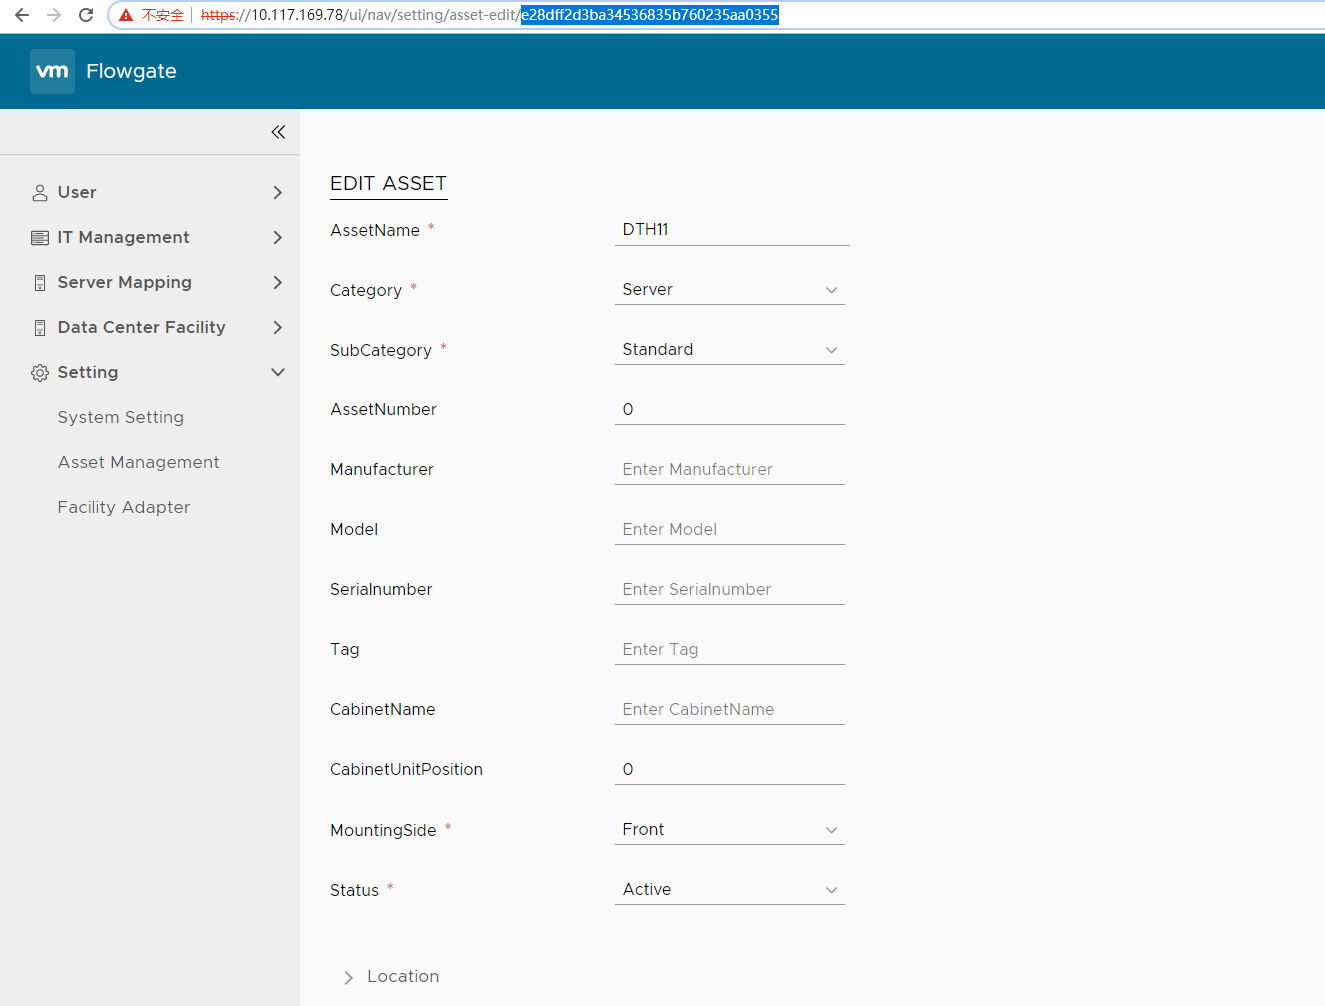 不安全 https://10.117.169.78/ui/nav/setting/asset-edit/e28dff2d3ba34536835b760235aa0355
vm Flowgate
User
IT Management
Server Mapping
Data Center Facility
Setting
System Setting
Asset Management
Facility Adapter
EDIT ASSET
AssetName * DTH11
Category * Server
SubCategory * Standard
AssetNumber 0
Manufacturer Enter Manufacturer
Model Enter Model
Serialnumber Enter Serialnumber
Tag Enter Tag
CabinetName Enter CabinetName
CabinetUnitPosition 0
MountingSide * Front
Status * Active
Location